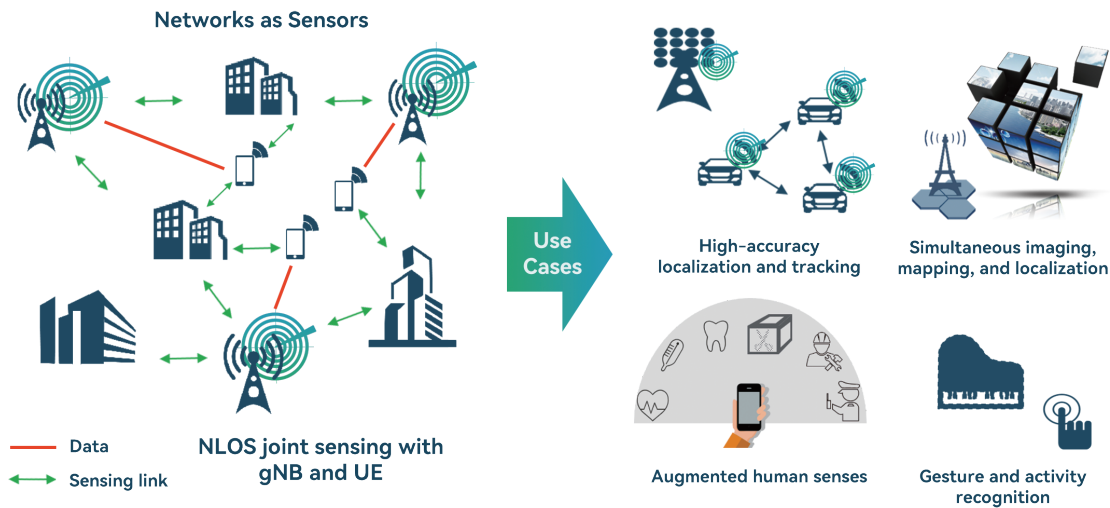 Networks as Sensors
Data
Sensing link
NLOS joint sensing with
gNB and UE
Use
Cases
High-accuracy
localization and tracking
Simultaneous imaging,
mapping, and localization
Augmented human senses
Gesture and activity
recognition